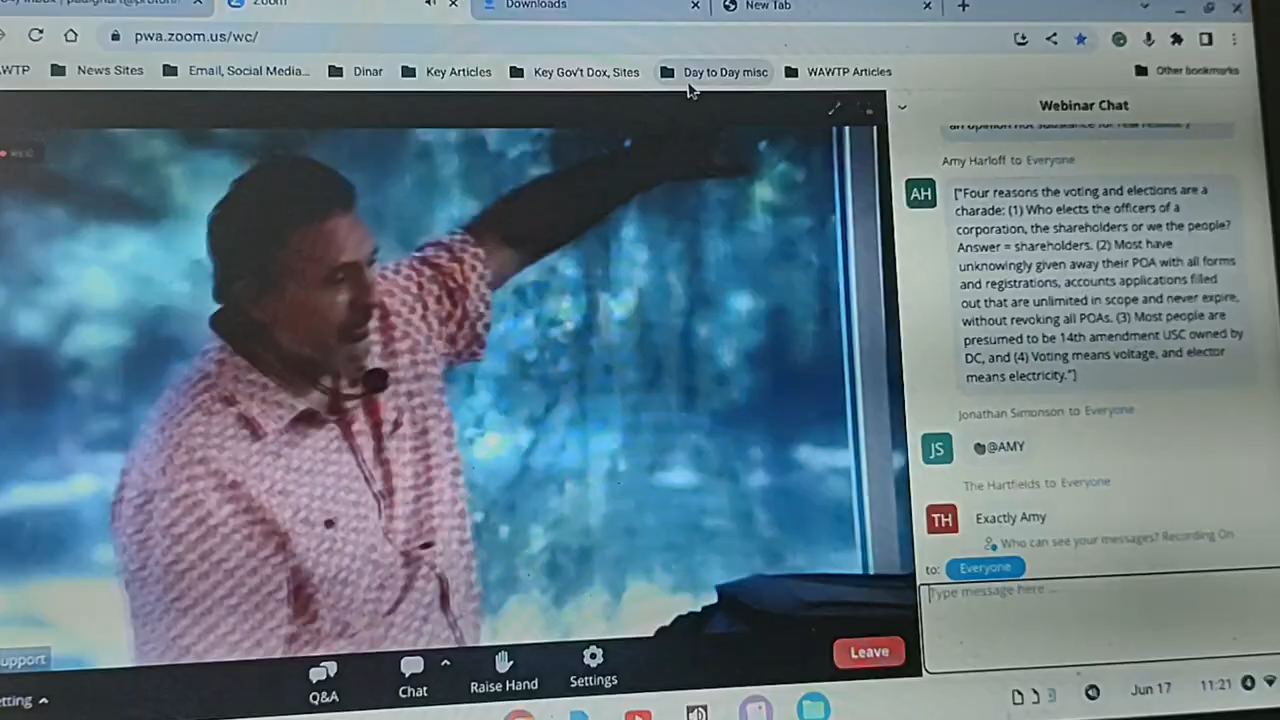 Zoom
Downloads
New Tab
pwa.zoom.us/wc/
AWTP
News Sites
Email, Social Media...
Dinar
Key Articles
Key Gov't Dox, Sites
Day to Day misc
WAWTP Articles
Other bookmarks
Webinar Chat
Amy Harloff to Everyone
AH
["Four reasons the voting and elections are a
charade: (1) Who elects the officers of a
corporation, the shareholders or we the people?
Answer = shareholders. (2) Most have
unknowingly given away their POA with all forms
and registrations, accounts applications filled
out that are unlimited in scope and never expire,
without revoking all POAs. (3) Most people are
presumed to be 14th amendment USC owned by
DC, and (4) Voting means voltage, and elector
means electricity."]
Jonathan Simonson to Everyone
JS
@AMY
The Hartfields to Everyone
TH
Exactly Amy
Who can see your messages? Recording On
to: Everyone
Type message here ...
upport
etting
Q&A
Chat
Raise Hand
Settings
Leave
Jun 17
11:21